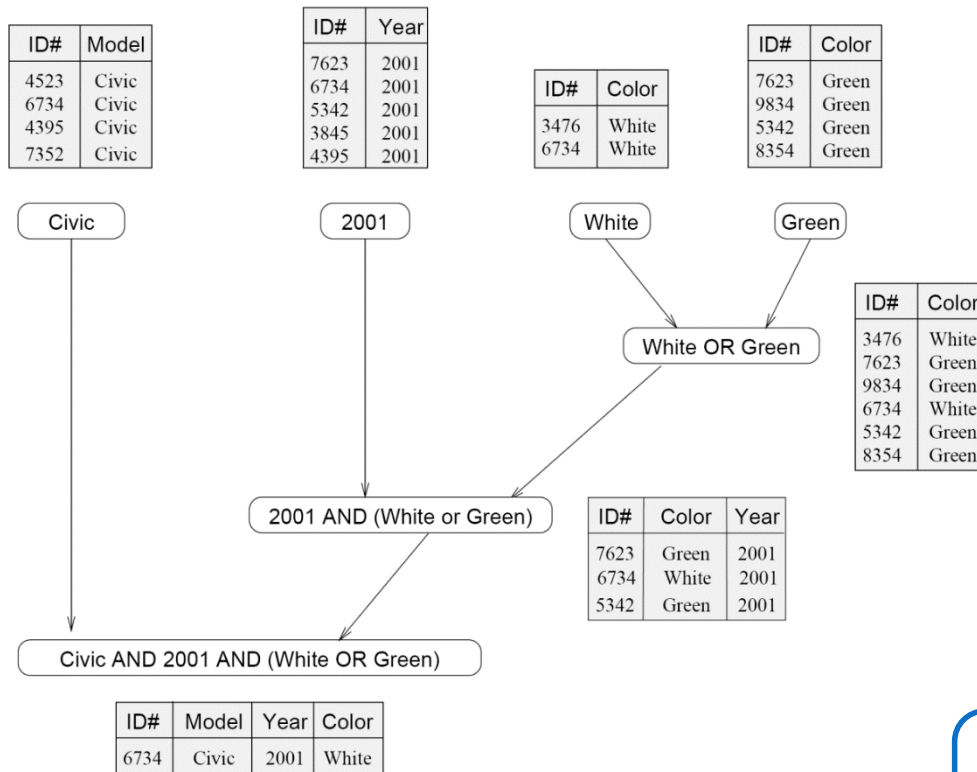 ID# Model
4523 Civic
6734 Civic
4395 Civic
7352 Civic
ID# Year
7623 2001
6734 2001
5342 2001
3845 2001
4395 2001
ID# Color
3476 White
6734 White
ID# Color
7623 Green
9834 Green
5342 Green
8354 Green
Civic
2001
White
Green
White OR Green
ID# Color
3476 White
7623 Green
9834 Green
6734 White
5342 Green
8354 Green
2001 AND (White or Green)
ID# Color Year
7623 Green 2001
6734 White 2001
5342 Green 2001
Civic AND 2001 AND (White OR Green)
ID# Model Year Color
6734 Civic 2001 White